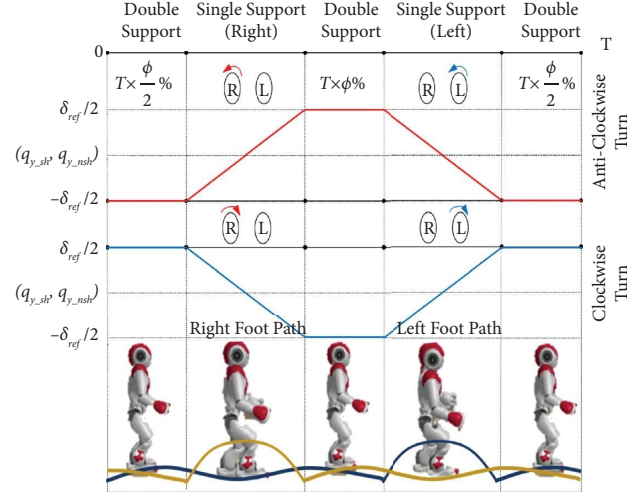 Double Support
Single Support (Right)
Double Support
Single Support (Left)
Double Support
0
T
T×ϕ/2%
R L
T×ϕ%
R L
T×ϕ/2%
δref/2
(qy_sh, qy_nsh)
−δref/2
Anti-Clockwise Turn
R L
R L
δref/2
(qy_sh, qy_nsh)
−δref/2
Clockwise Turn
Right Foot Path
Left Foot Path